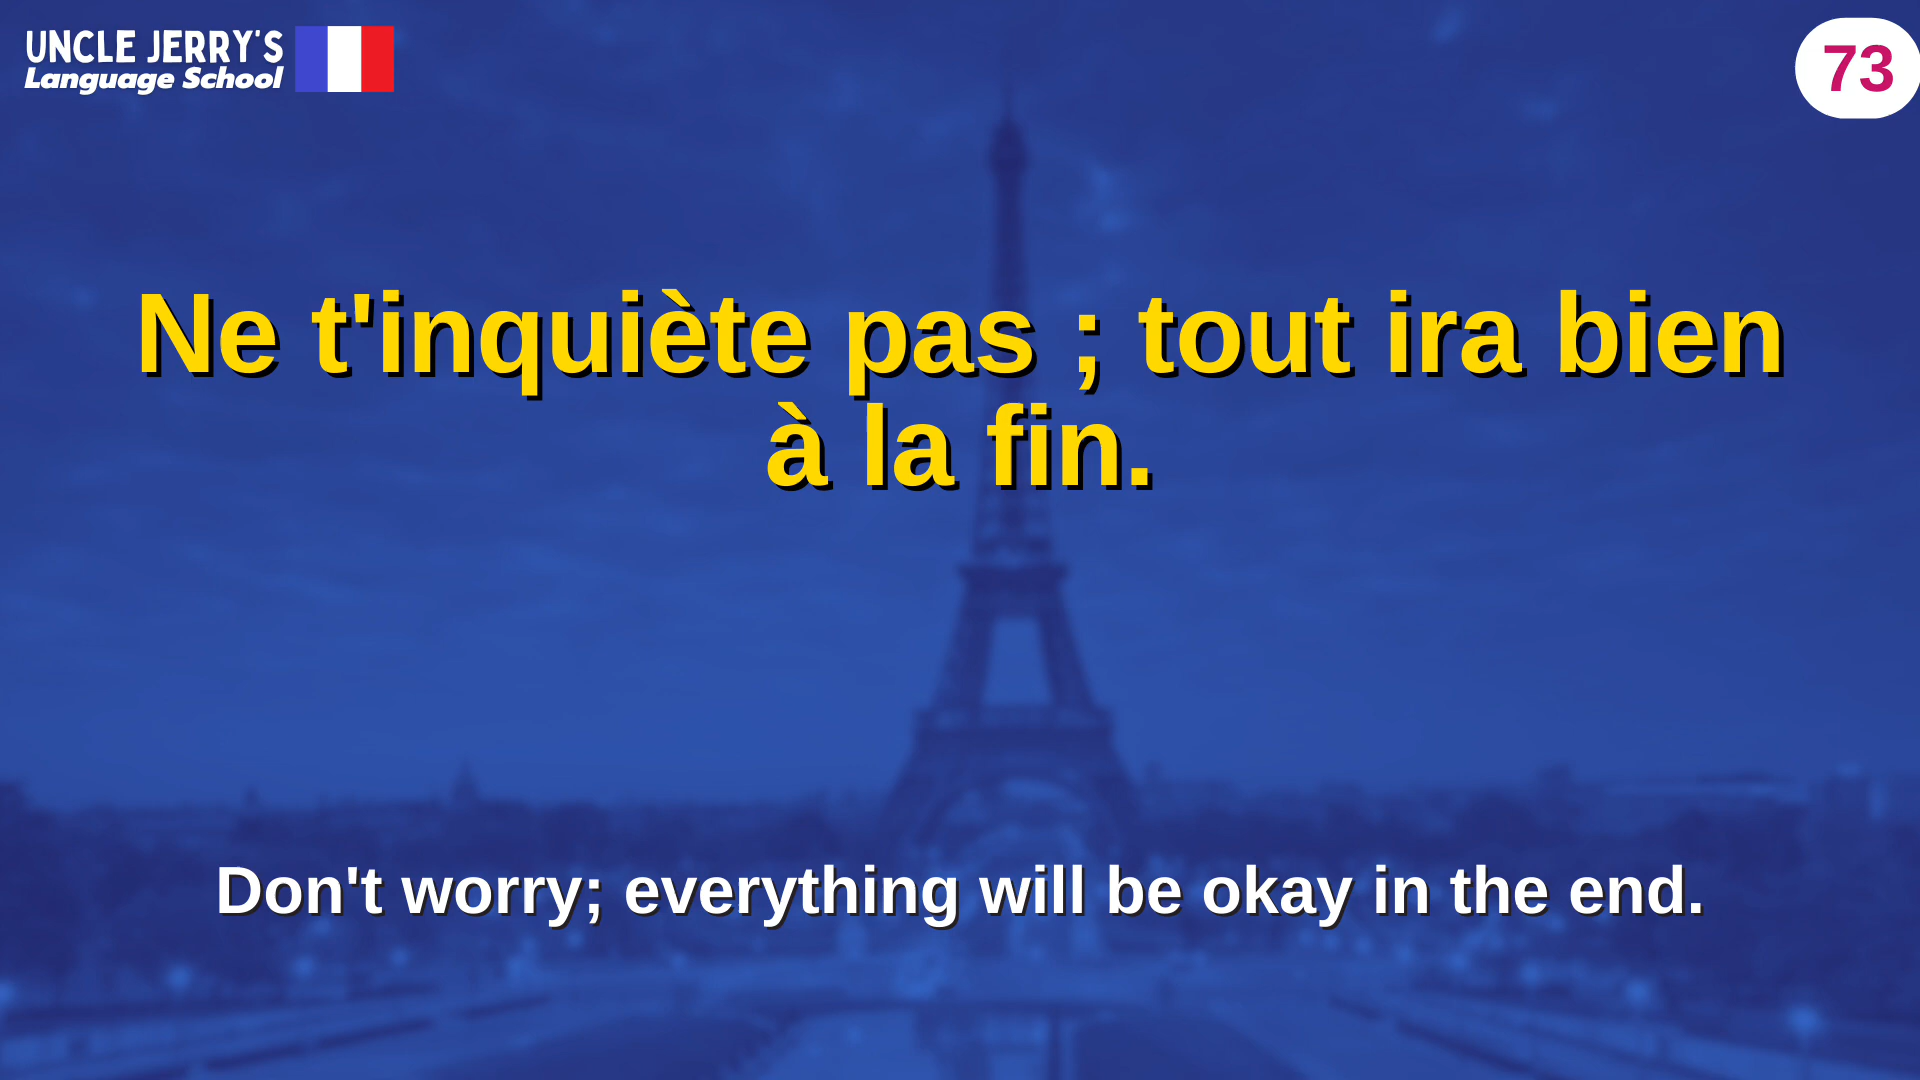 UNCLE JERRY'S
Language School
73
Ne t'inquiète pas ; tout ira bien
à la fin.
Don't worry; everything will be okay in the end.